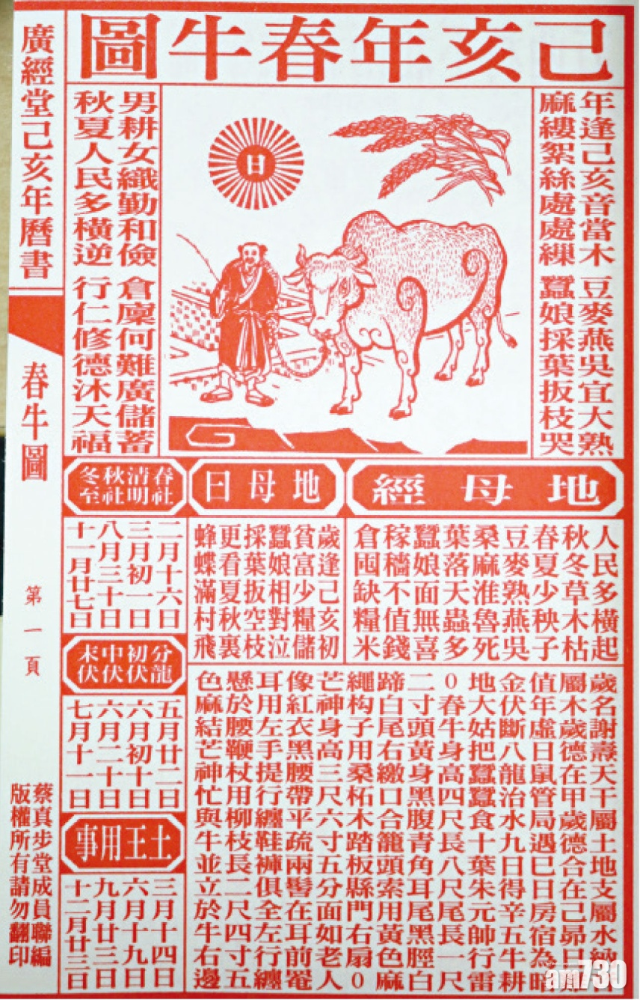 己亥年春牛圖
年逢己亥音當木 豆麥燕吳宜大熟
麻縷絮絲處處繅 蠶娘採葉扳枝哭
日
男耕女織勤和儉 倉廩何難廣儲蓄
秋夏人民多橫逆 行仁修德沐天福
地母經
人民多橫起
秋冬草木枯
春夏少秧子
豆麥熟燕吳
桑麻淮魯死
葉落天蟲多
蠶娘面無喜
稼穡不值錢
倉囤缺糧米
地母曰
歲逢己亥初
貧富少糧儲
蠶娘相對泣
採葉扳空枝
更看夏秋裏
蜂蝶滿村飛
春社
清明
秋社
冬至
二月十六日
三月初一日
八月三十日
十一月廿七日
分龍
初伏
中伏
末伏
五月廿二日
六月初十日
六月二十日
七月十一日
土王用事
三月十四日
六月十九日
九月廿三日
十二月廿三日
歲名謝壽天干屬土地支屬水納
屬木歲德在甲歲德合在己昴日
值年虛日鼠管局遇巳日房宿為暗
金伏斷八龍治水九日得辛五牛耕
地大姑把蠶蠶食十葉朱元帥行雷
0春牛身高四尺長八尺尾長一尺
二寸頭黃身黑腹青角耳尾黑脛白
蹄白尾右繳口合籠頭索用黃色麻
繩构子用桑柘木踏板縣門右扇0
芒神身高三尺六寸五分面如老人
像紅衣黑腰帶平疏兩髻在耳前罨
耳用左手提行纏鞋褲俱全左行纏
懸於腰鞭杖用柳枝長二尺四寸五
色麻結芒神忙與牛並立於牛右邊
廣經堂己亥年曆書
春牛圖
第一頁
蔡真步堂成員聯編
版權所有請勿翻印
am730